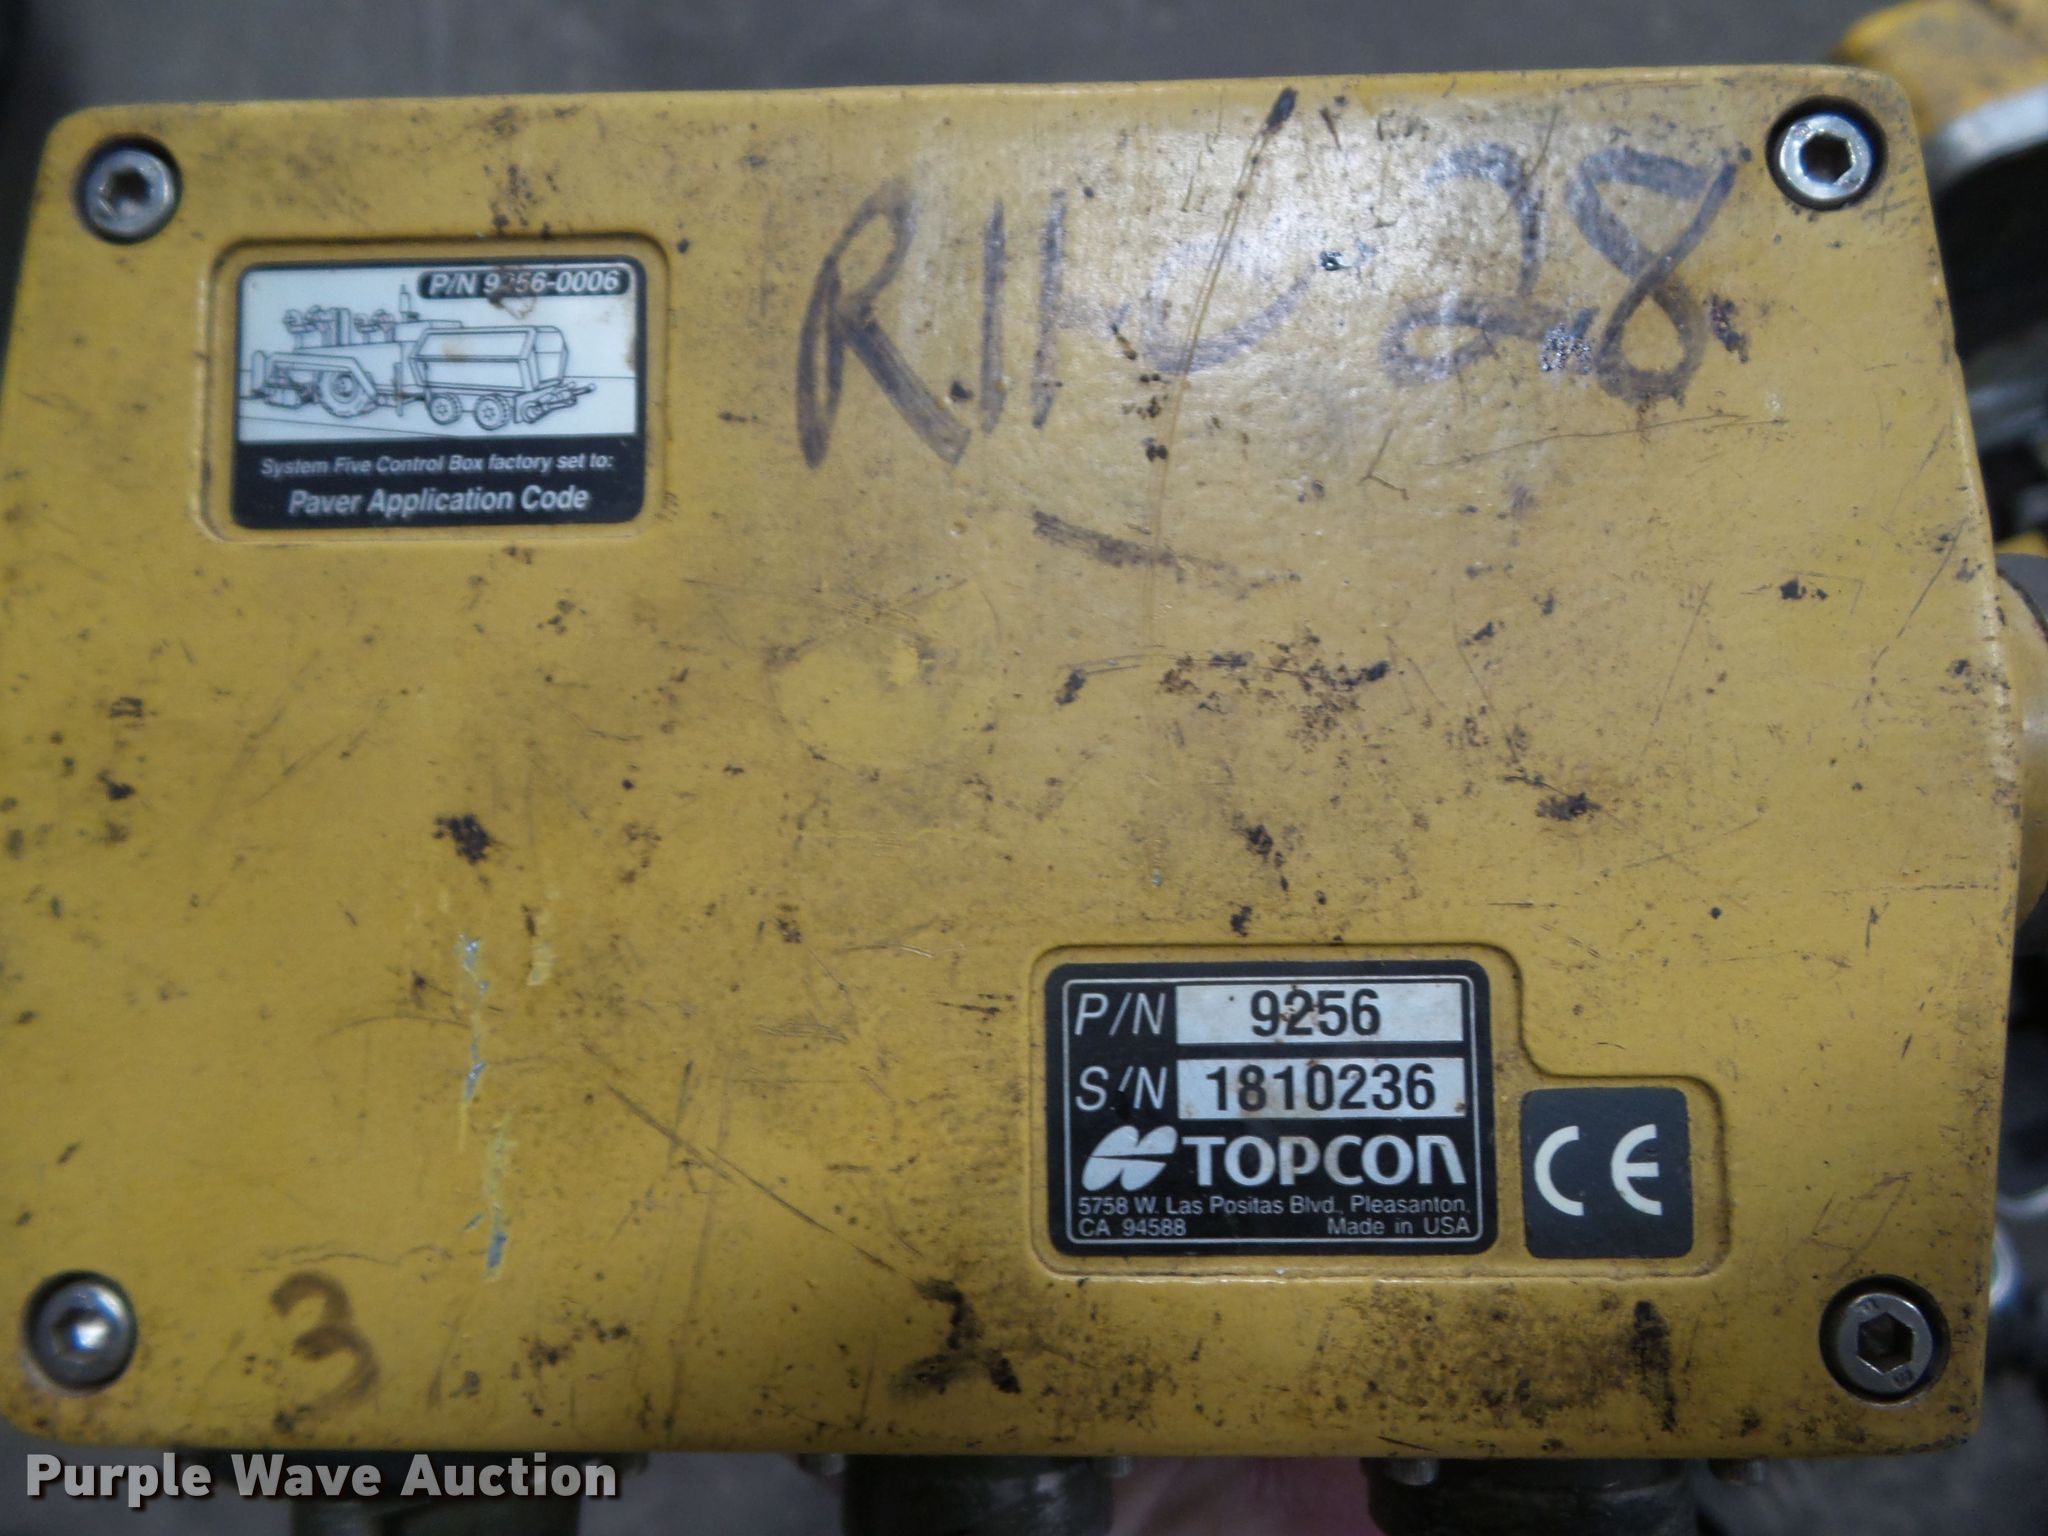 P/N 9256-0006
System Five Control Box factory set to:
Paver Application Code
28
P/N 9256
S/N 1810236
TOPCON
5758 W. Las Positas Blvd., Pleasanton,
CA 94588 Made in USA
CE
3
Purple Wave Auction